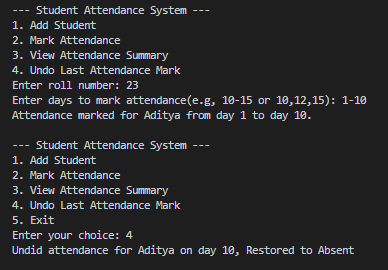 --- Student Attendance System ---
1. Add Student
2. Mark Attendance
3. View Attendance Summary
4. Undo Last Attendance Mark
Enter roll number: 23
Enter days to mark attendance(e.g, 10-15 or 10,12,15): 1-10
Attendance marked for Aditya from day 1 to day 10.

--- Student Attendance System ---
1. Add Student
2. Mark Attendance
3. View Attendance Summary
4. Undo Last Attendance Mark
5. Exit
Enter your choice: 4
Undid attendance for Aditya on day 10, Restored to Absent